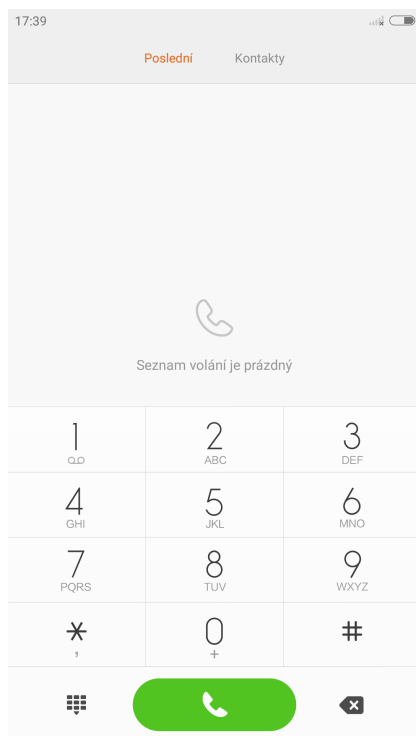 17:39
Poslední Kontakty
Seznam volání je prázdný
1 2 3
ABC DEF
4 5 6
GHI JKL MNO
7 8 9
PQRS TUV WXYZ
* 0 #
, +